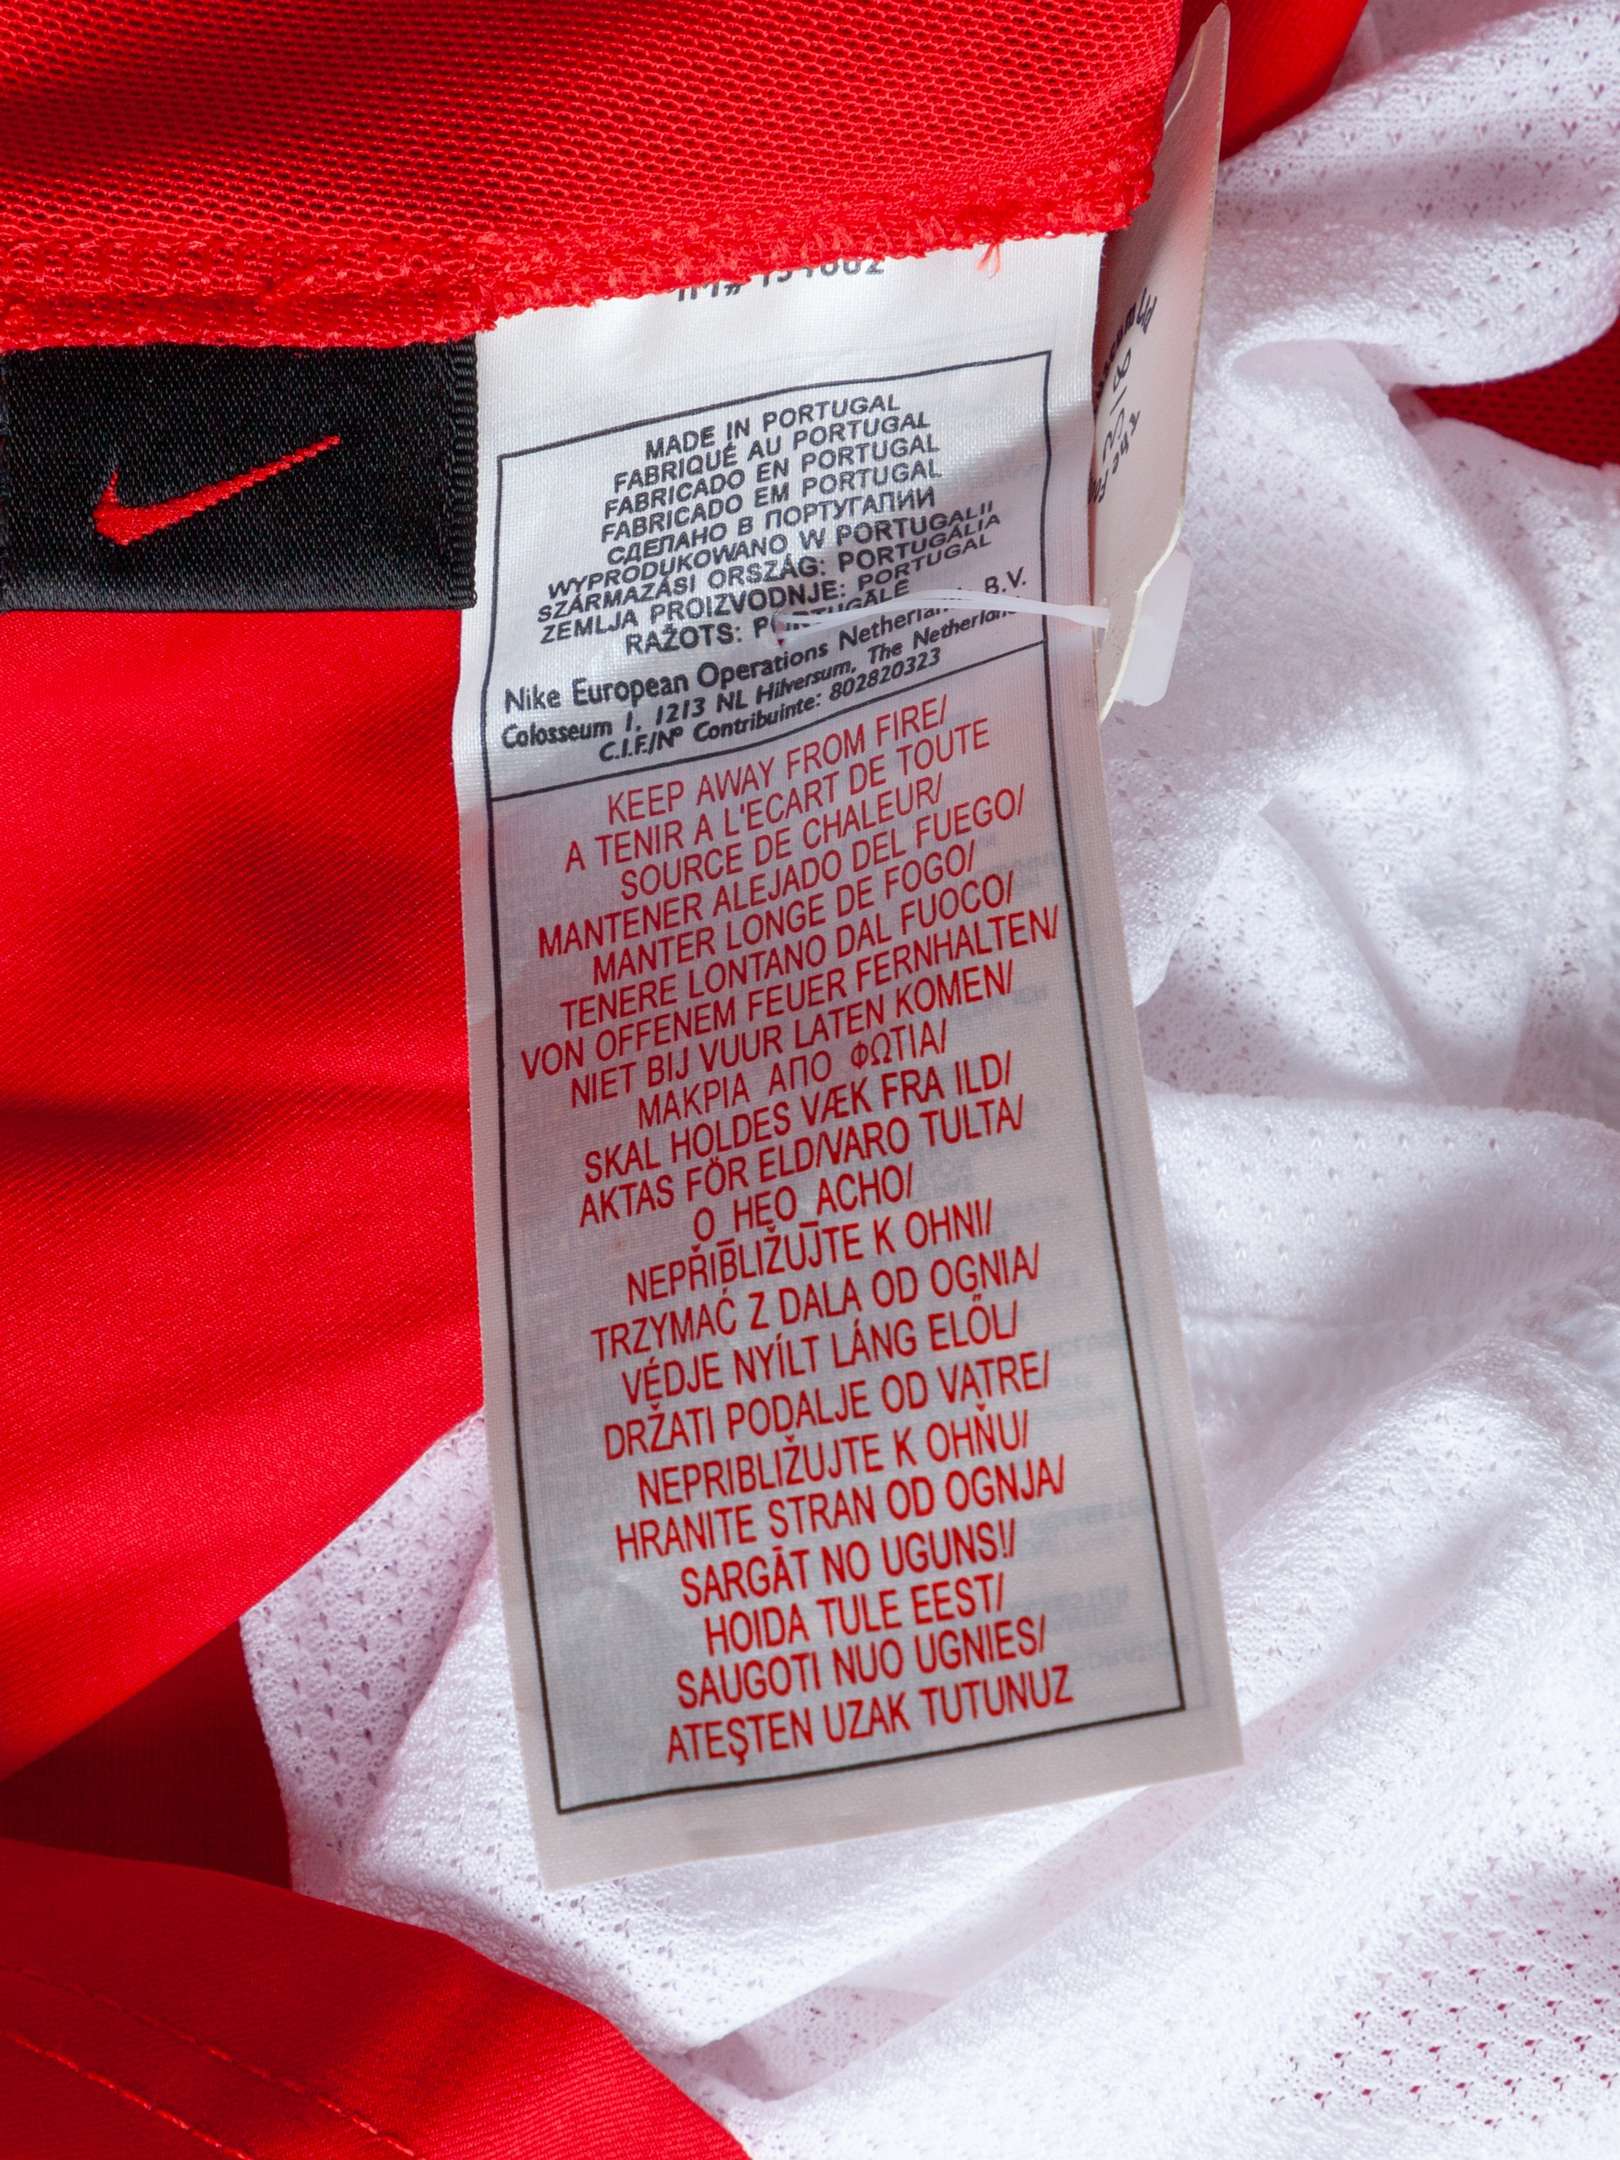 MADE IN PORTUGAL
FABRIQUÉ AU PORTUGAL
FABRICADO EN PORTUGAL
FABRICADO EM PORTUGAL
СДЕЛАНО В ПОРТУГАЛИИ
WYPRODUKOWANO W PORTUGALII
SZÁRMAZÁSI ORSZÁG: PORTUGÁLIA
ZEMLJA PROIZVODNJE: PORTUGAL
RAŽOTS:
Nike European Operations B.V.
Colosseum 1, 1213 NL Hilversum, The
C.I.F./Nº Contribuinte: 802820323
KEEP AWAY FROM FIRE/
A TENIR A L'ECART DE TOUTE
SOURCE DE CHALEUR/
MANTENER ALEJADO DEL FUEGO/
MANTER LONGE DE FOGO/
TENERE LONTANO DAL FUOCO/
VON OFFENEM FEUER FERNHALTEN/
NIET BIJ VUUR LATEN KOMEN/
ΜΑΚΡΙΑ ΑΠΟ ΦΩΤΙΑ/
SKAL HOLDES VÆK FRA ILD/
AKTAS FÖR ELD/VARO TULTA/
O_HEO_ACHO/
NEPŘIBLIŽUJTE K OHNI/
TRZYMAĆ Z DALA OD OGNIA/
VÉDJE NYÍLT LÁNG ELŐL/
DRŽATI PODALJE OD VATRE/
NEPRIBLIŽUJTE K OHŇU/
HRANITE STRAN OD OGNJA/
SARGĀT NO UGUNS!/
HOIDA TULE EEST/
SAUGOTI NUO UGNIES/
ATEŞTEN UZAK TUTUNUZ